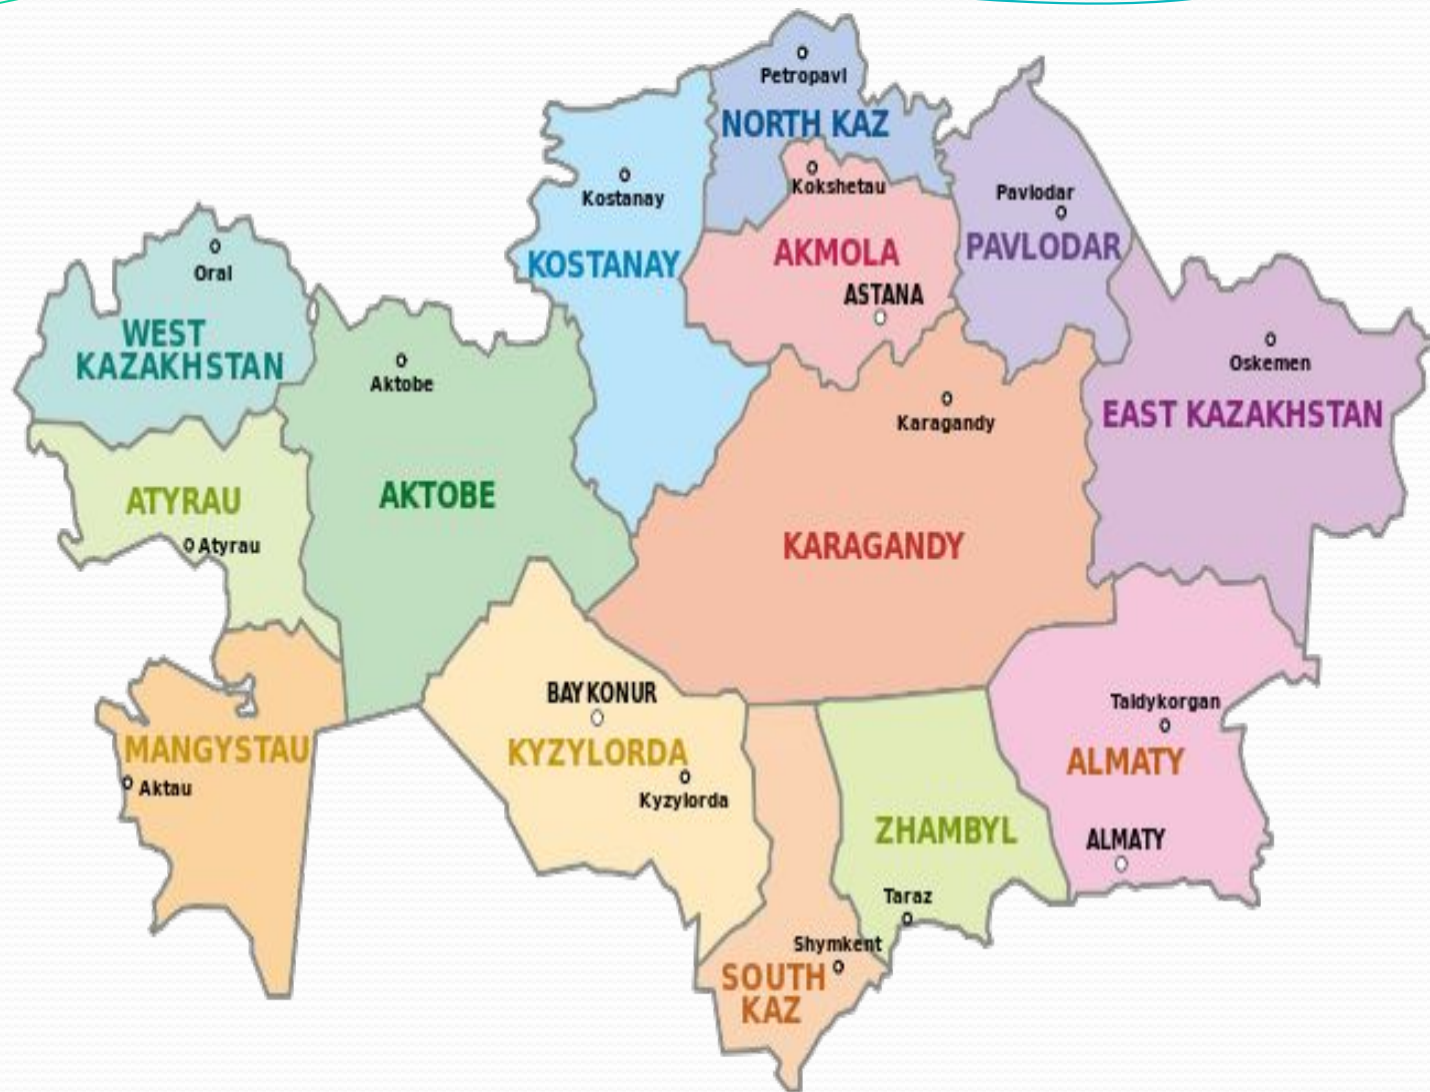 Petropavl
NORTH KAZ
Kokshetau
Kostanay
KOSTANAY
Pavlodar
PAVLODAR
AKMOLA
ASTANA
Oral
WEST
KAZAKHSTAN
Aktobe
AKTOBE
Oskemen
EAST KAZAKHSTAN
Karagandy
KARAGANDY
ATYRAU
Atyrau
BAYKONUR
KYZYLORDA
Kyzylorda
MANGYSTAU
Aktau
Taldykorgan
ALMATY
ALMATY
ZHAMBYL
Taraz
Shymkent
SOUTH
KAZ